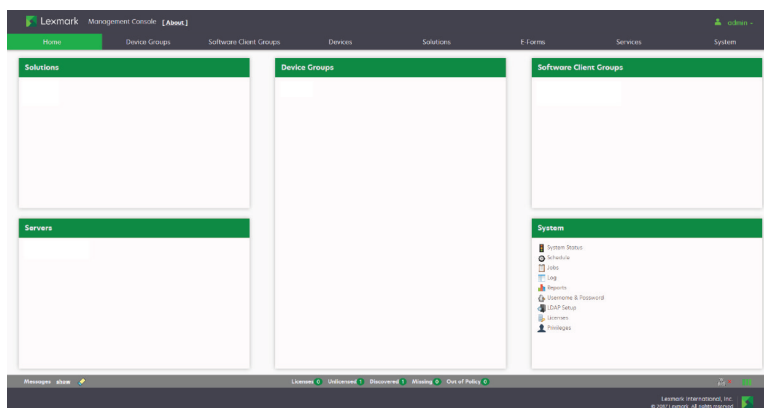 Lexmark Management Console [About] admin
Home Device Groups Software Client Groups Devices Solutions E-Forms Services System
Solutions
Device Groups
Software Client Groups
Servers
System
System Status
Schedule
Jobs
Log
Reports
Username & Password
LDAP Setup
Licenses
Privileges
Messages show Licenses 0 Unlicensed 1 Discovered 1 Missing 0 Out of Policy 0
Lexmark International, Inc.
All rights reserved